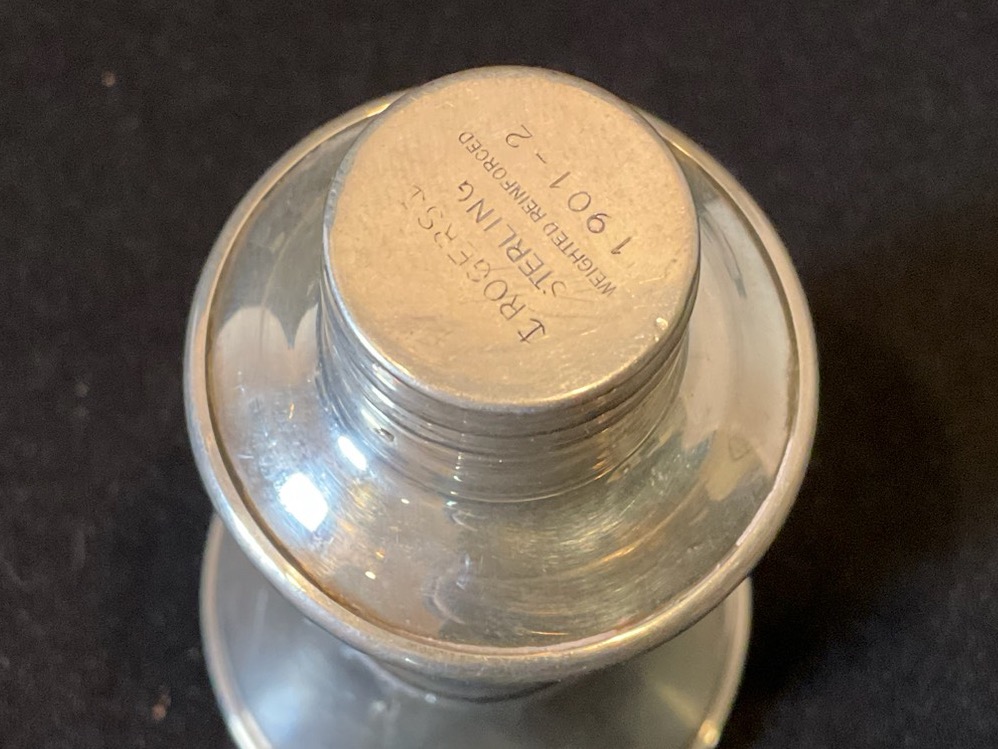 ROGERS
STERLING
WEIGHTED REINFORCED
1901-2